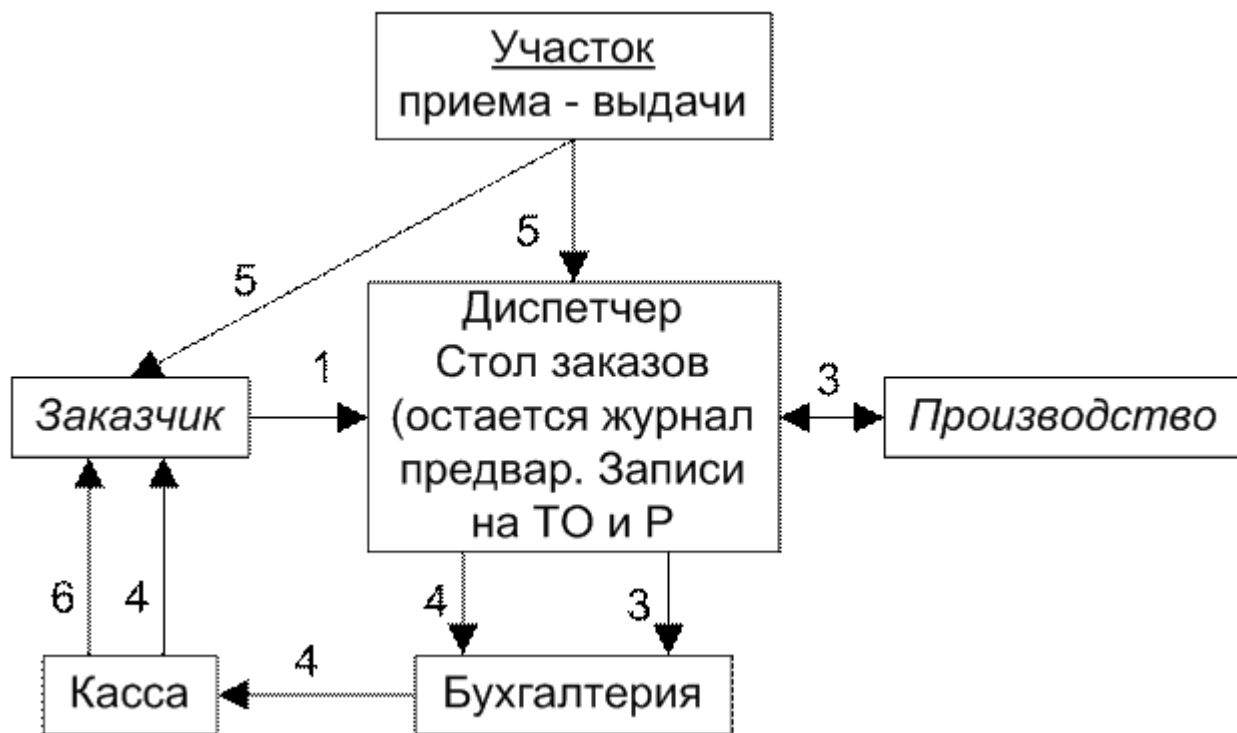 Участок
приема - выдачи
5
5
Диспетчер
Стол заказов
(остается журнал
предвар. Записи
на ТО и Р
1
3
Заказчик
Производство
6
4
4
3
4
Касса
Бухгалтерия